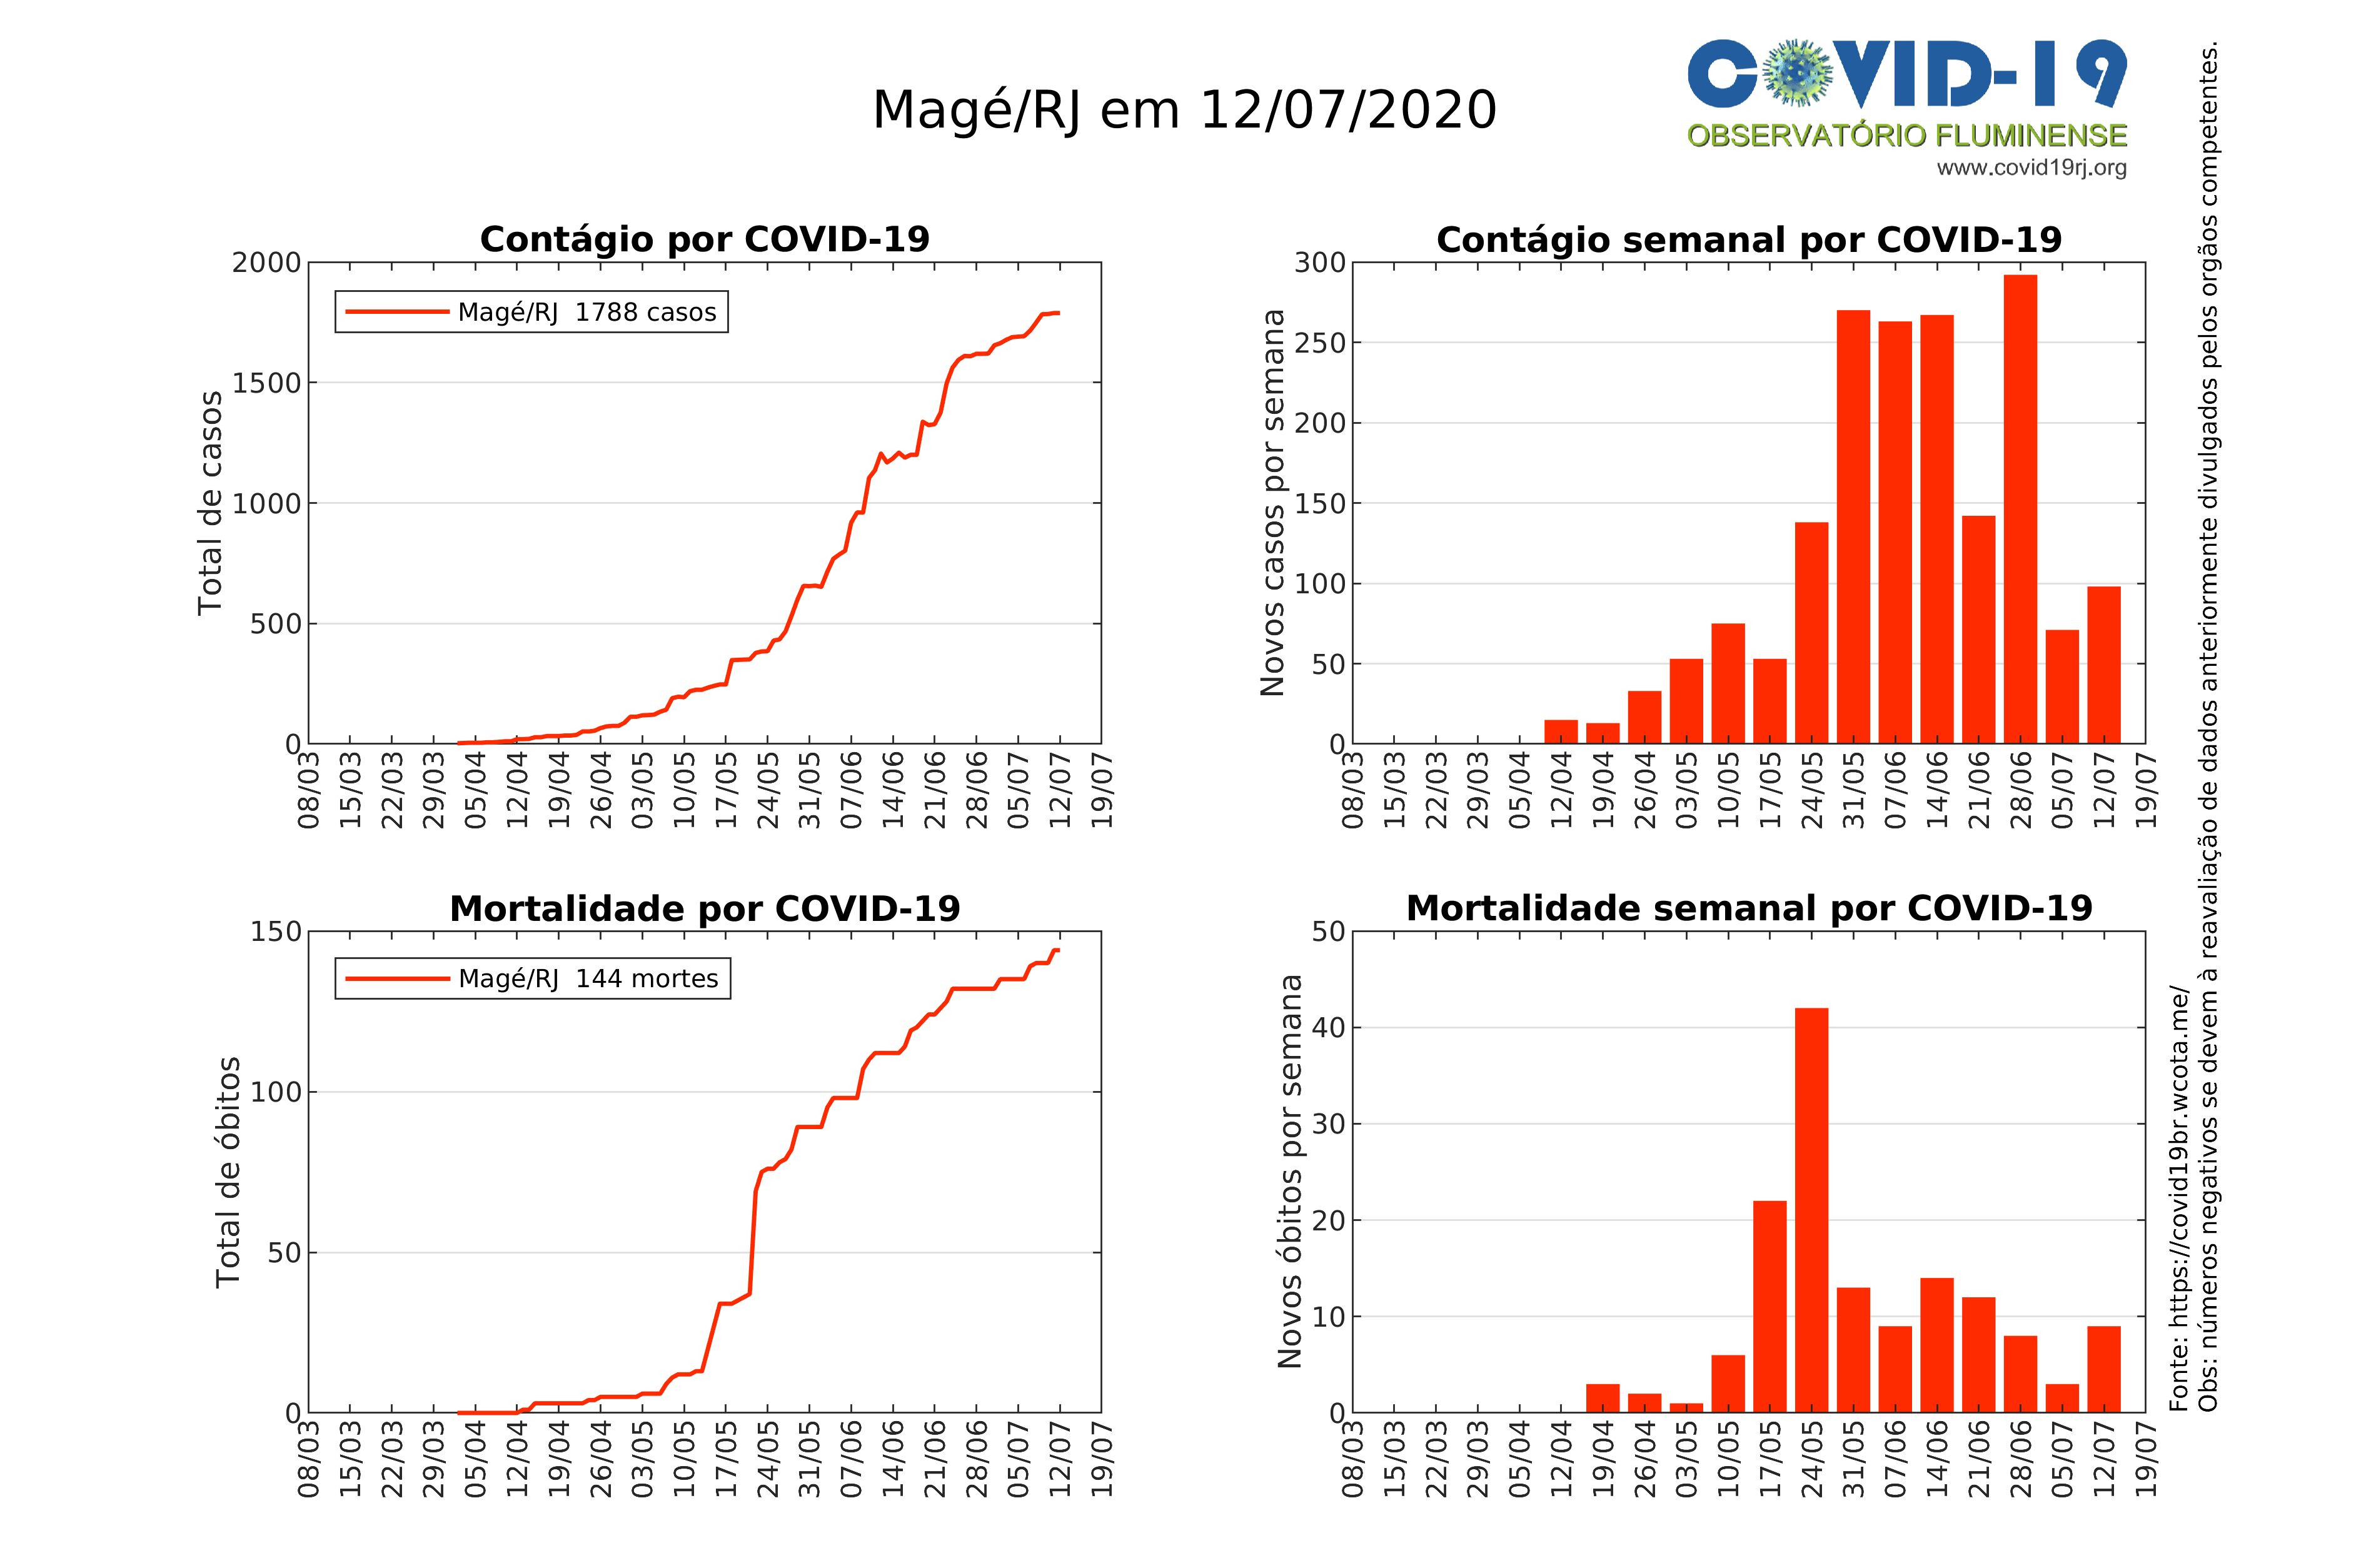 Magé/RJ em 12/07/2020
COVID-19
OBSERVATÓRIO FLUMINENSE
www.covid19rj.org
Contágio por COVID-19
Total de casos
2000
1500
1000
500
0
Magé/RJ 1788 casos
08/03 15/03 22/03 29/03 05/04 12/04 19/04 26/04 03/05 10/05 17/05 24/05 31/05 07/06 14/06 21/06 28/06 05/07 12/07 19/07
Contágio semanal por COVID-19
Novos casos por semana
300
250
200
150
100
50
0
08/03 15/03 22/03 29/03 05/04 12/04 19/04 26/04 03/05 10/05 17/05 24/05 31/05 07/06 14/06 21/06 28/06 05/07 12/07 19/07
Mortalidade por COVID-19
Total de óbitos
150
100
50
0
Magé/RJ 144 mortes
08/03 15/03 22/03 29/03 05/04 12/04 19/04 26/04 03/05 10/05 17/05 24/05 31/05 07/06 14/06 21/06 28/06 05/07 12/07 19/07
Mortalidade semanal por COVID-19
Novos óbitos por semana
50
40
30
20
10
0
08/03 15/03 22/03 29/03 05/04 12/04 19/04 26/04 03/05 10/05 17/05 24/05 31/05 07/06 14/06 21/06 28/06 05/07 12/07 19/07
Fonte: https://covid19br.wcota.me/
Obs: números negativos se devem à reavaliação de dados anteriormente divulgados pelos orgãos competentes.